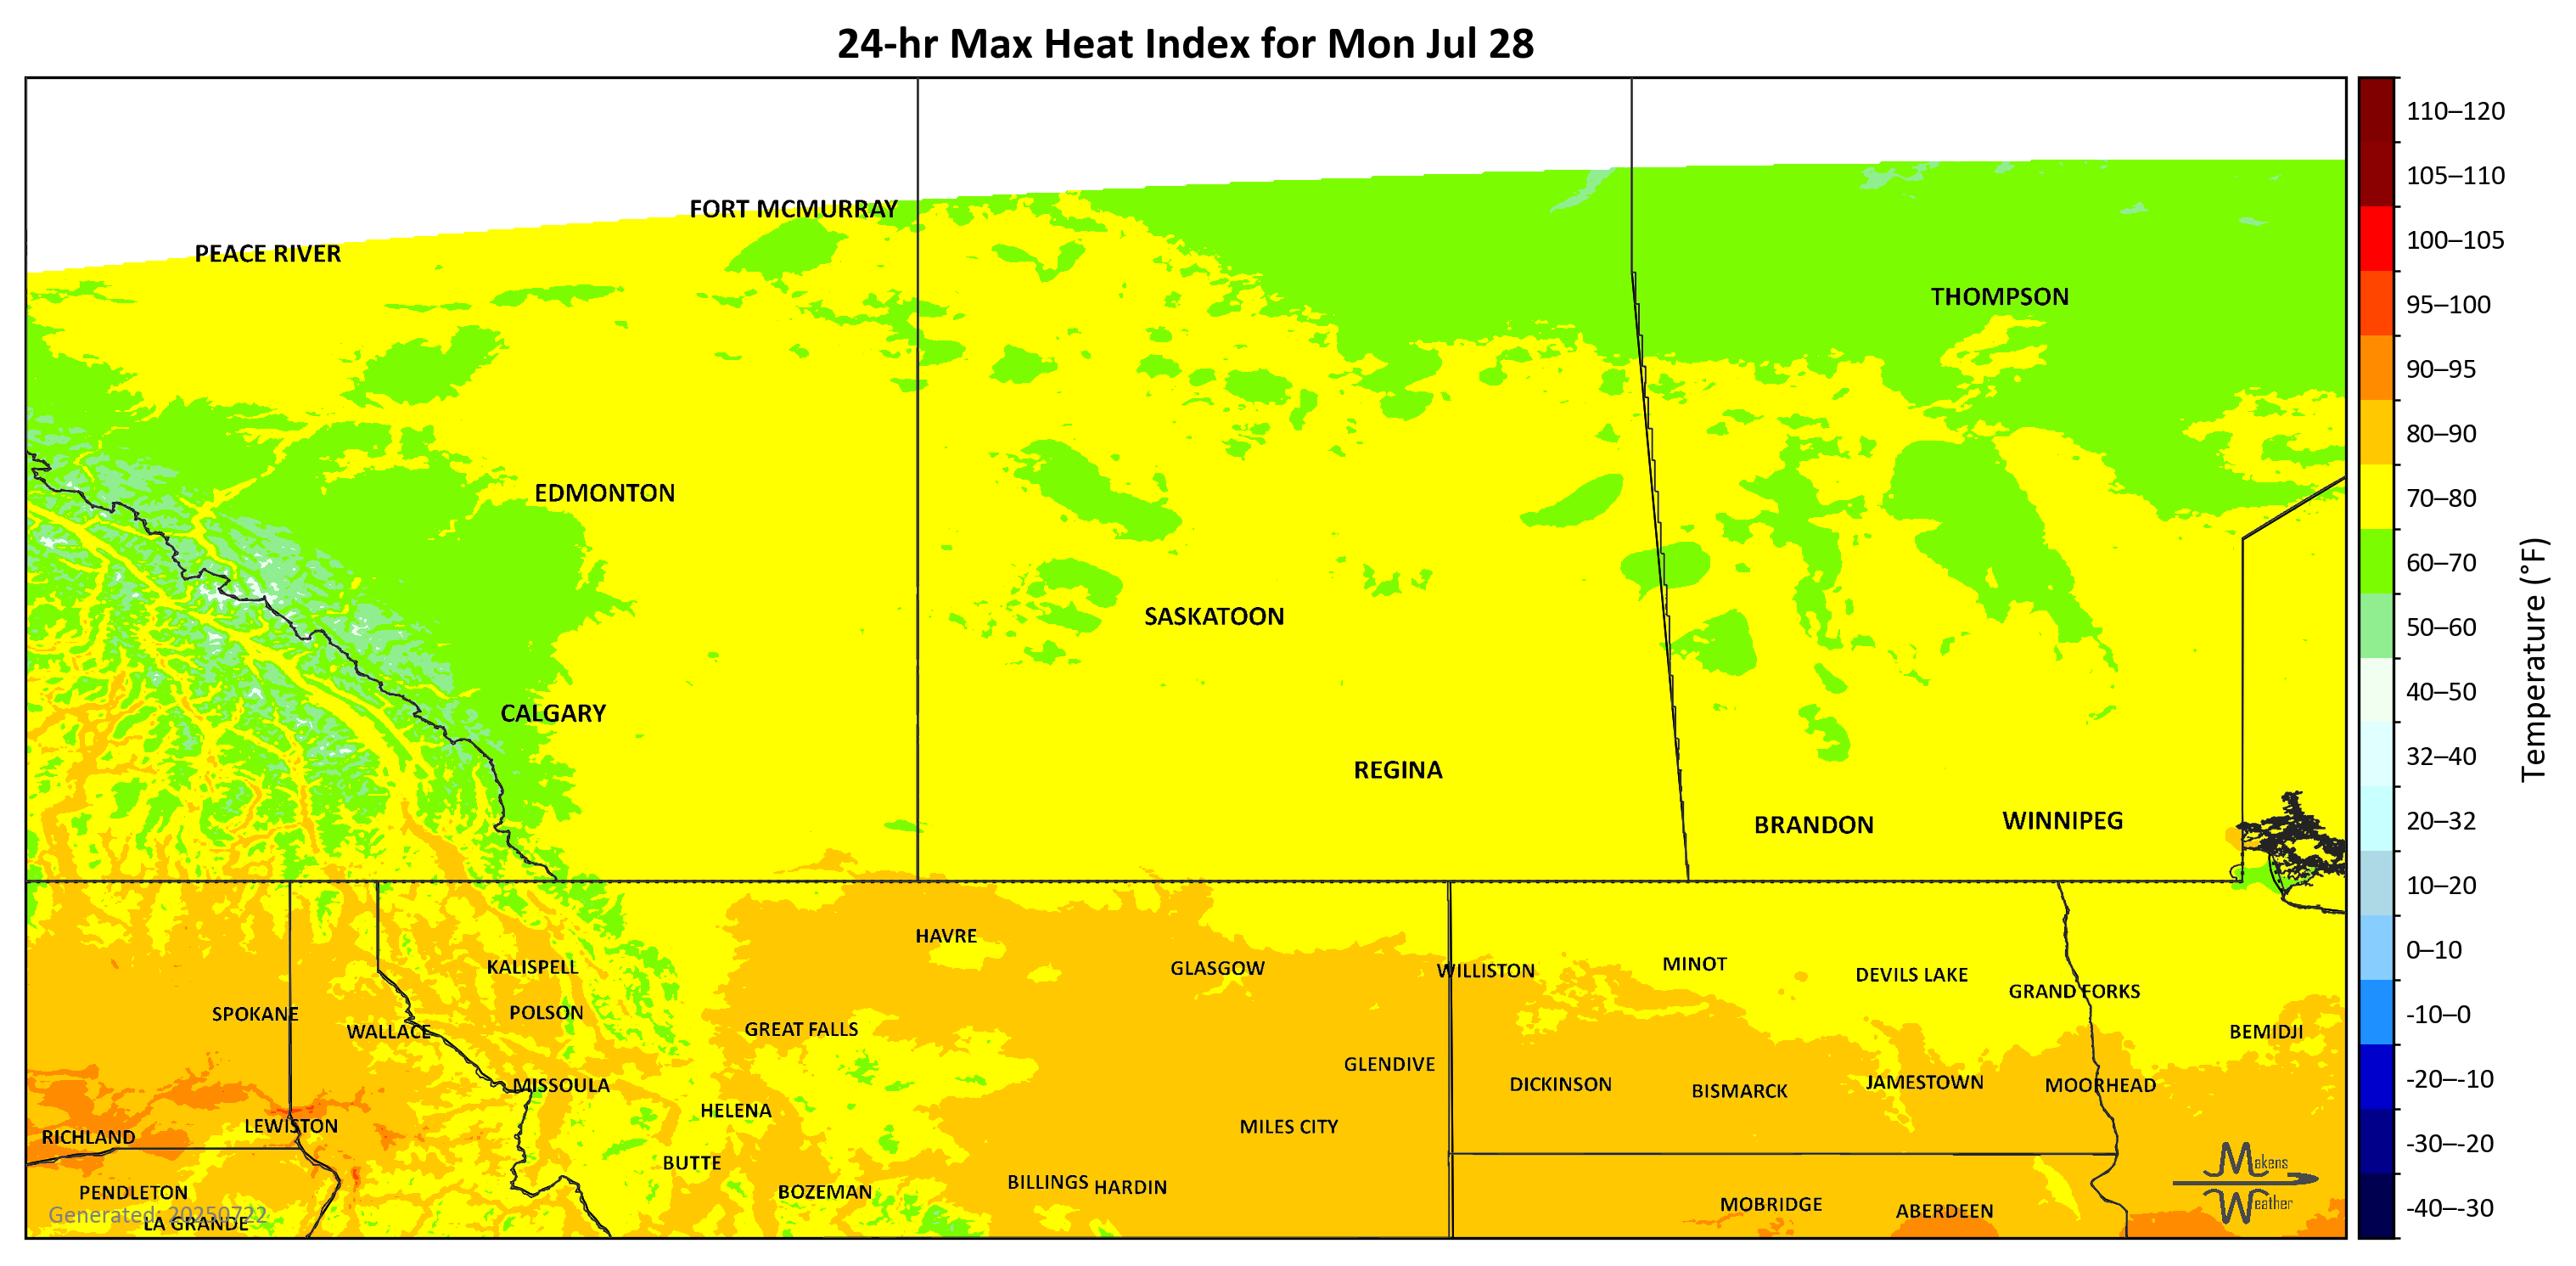 24-hr Max Heat Index for Mon Jul 28
110–120
105–110
FORT MCMURRAY
100–105
PEACE RIVER
THOMPSON
95–100
90–95
80–90
EDMONTON
70–80
60–70
SASKATOON
50–60
CALGARY
40–50
Temperature (°F)
REGINA
32–40
BRANDON
WINNIPEG
20–32
10–20
HAVRE
0–10
KALISPELL
GLASGOW
WILLISTON
MINOT
DEVILS LAKE
GRAND FORKS
SPOKANE
POLSON
-10–0
WALLACE
GREAT FALLS
BEMIDJI
GLENDIVE
-20–-10
MISSOULA
DICKINSON
BISMARCK
JAMESTOWN
MOORHEAD
HELENA
LEWISTON
MILES CITY
RICHLAND
-30–-20
BUTTE
Makens
Weather
PENDLETON
BOZEMAN
BILLINGS
HARDIN
MOBRIDGE
ABERDEEN
-40–-30
Generated: 20250722
LA GRANDE